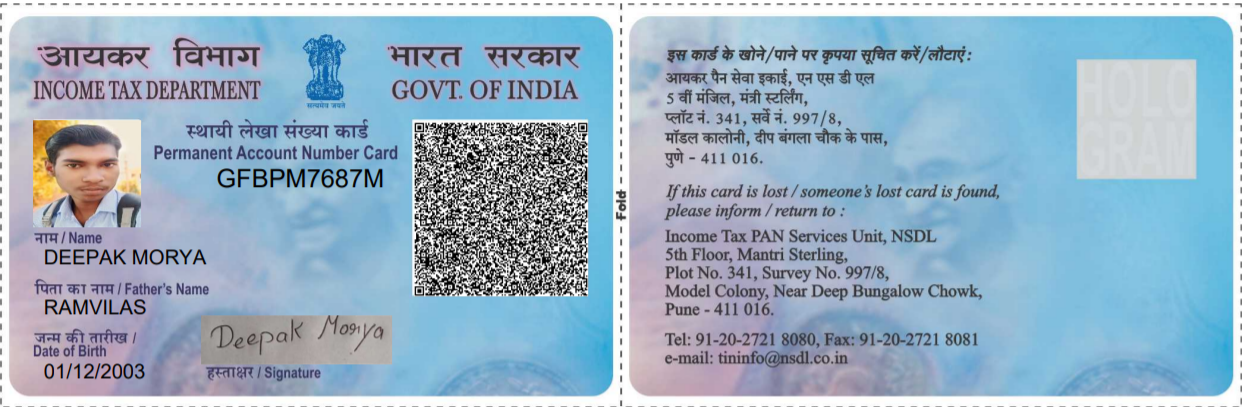 आयकर विभाग
INCOME TAX DEPARTMENT
सत्यमेव जयते
भारत सरकार
GOVT. OF INDIA
स्थायी लेखा संख्या कार्ड
Permanent Account Number Card
GFBPM7687M
नाम / Name
DEEPAK MORYA
पिता का नाम / Father's Name
RAMVILAS
जन्म की तारीख /
Date of Birth
01/12/2003
Deepak Morya
हस्ताक्षर / Signature
Fold
इस कार्ड के खोने/पाने पर कृपया सूचित करें/लौटाएं:
आयकर पैन सेवा इकाई, एन एस डी एल
5 वीं मंजिल, मंत्री स्टर्लिंग,
प्लॉट नं. 341, सर्वे नं. 997/8,
मॉडल कालोनी, दीप बंगला चौक के पास,
पुणे - 411 016.
If this card is lost / someone's lost card is found,
please inform / return to :
Income Tax PAN Services Unit, NSDL
5th Floor, Mantri Sterling,
Plot No. 341, Survey No. 997/8,
Model Colony, Near Deep Bungalow Chowk,
Pune - 411 016.
Tel: 91-20-2721 8080, Fax: 91-20-2721 8081
e-mail: tininfo@nsdl.co.in
HOLO
GRAM